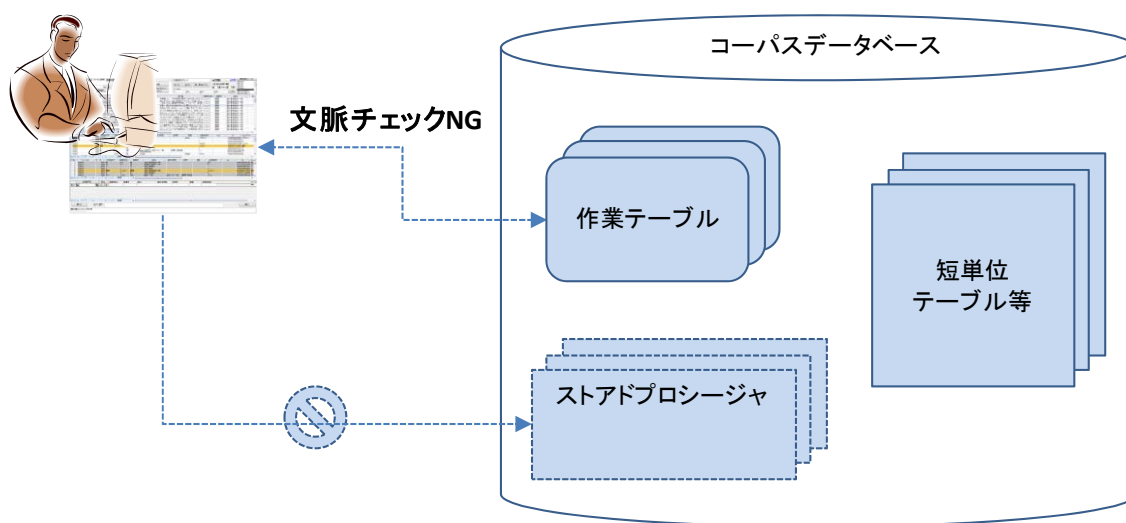 コーパスデータベース
文脈チェックNG
作業テーブル
短単位
テーブル等
ストアドプロシージャ